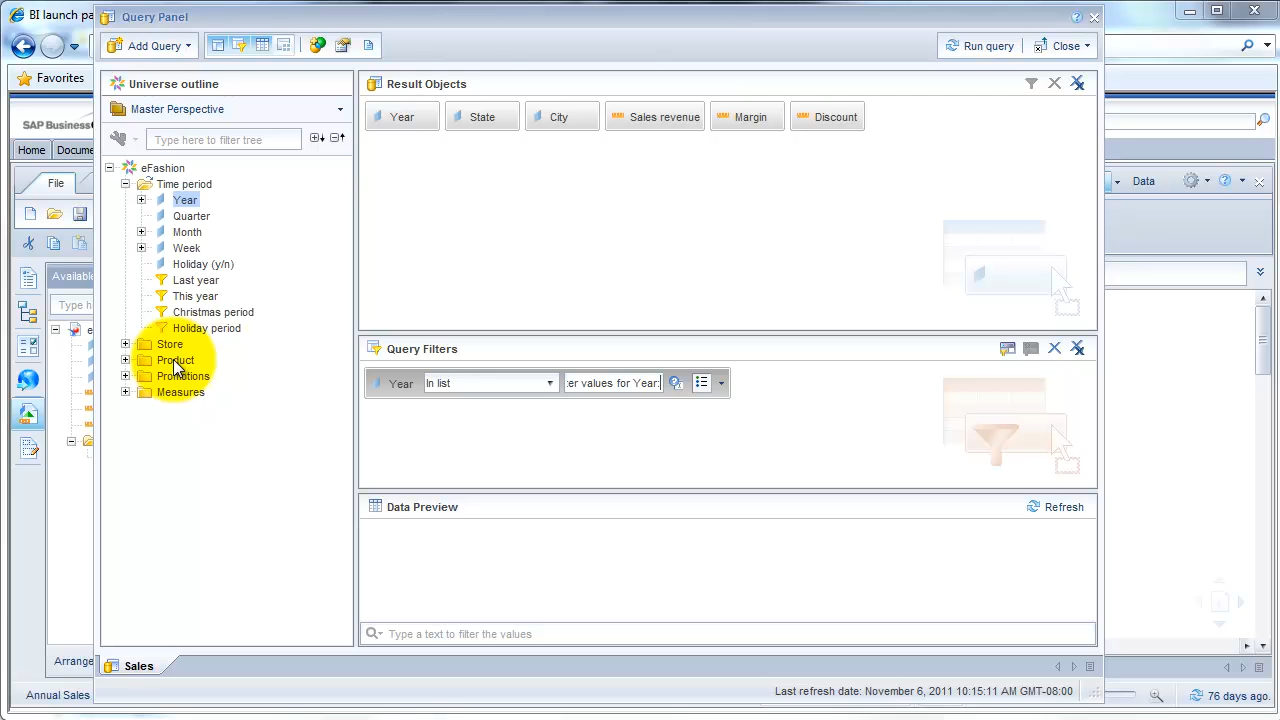 BI launch pa
Query Panel
Add Query
Run query
Close
Favorites
Universe outline
Result Objects
Master Perspective
Year
State
City
Sales revenue
Margin
Discount
SAP Business
Type here to filter tree
Home
Docume
eFashion
File
Time period
Data
Year
Quarter
Month
Week
Holiday (y/n)
Available
Last year
This year
Type h
Christmas period
Holiday period
e
Store
Query Filters
Product
Promotions
Year
In list
er values for Year:
Measures
Data Preview
Refresh
Type a text to filter the values
Arrange
Sales
Annual Sales
Last refresh date: November 6, 2011 10:15:11 AM GMT-08:00
76 days ago.